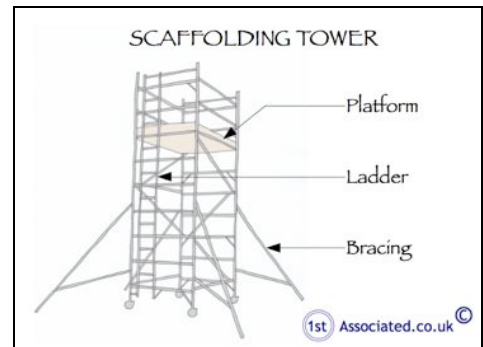 SCAFFOLDING TOWER
Platform
Ladder
Bracing
1st Associated.co.uk ©